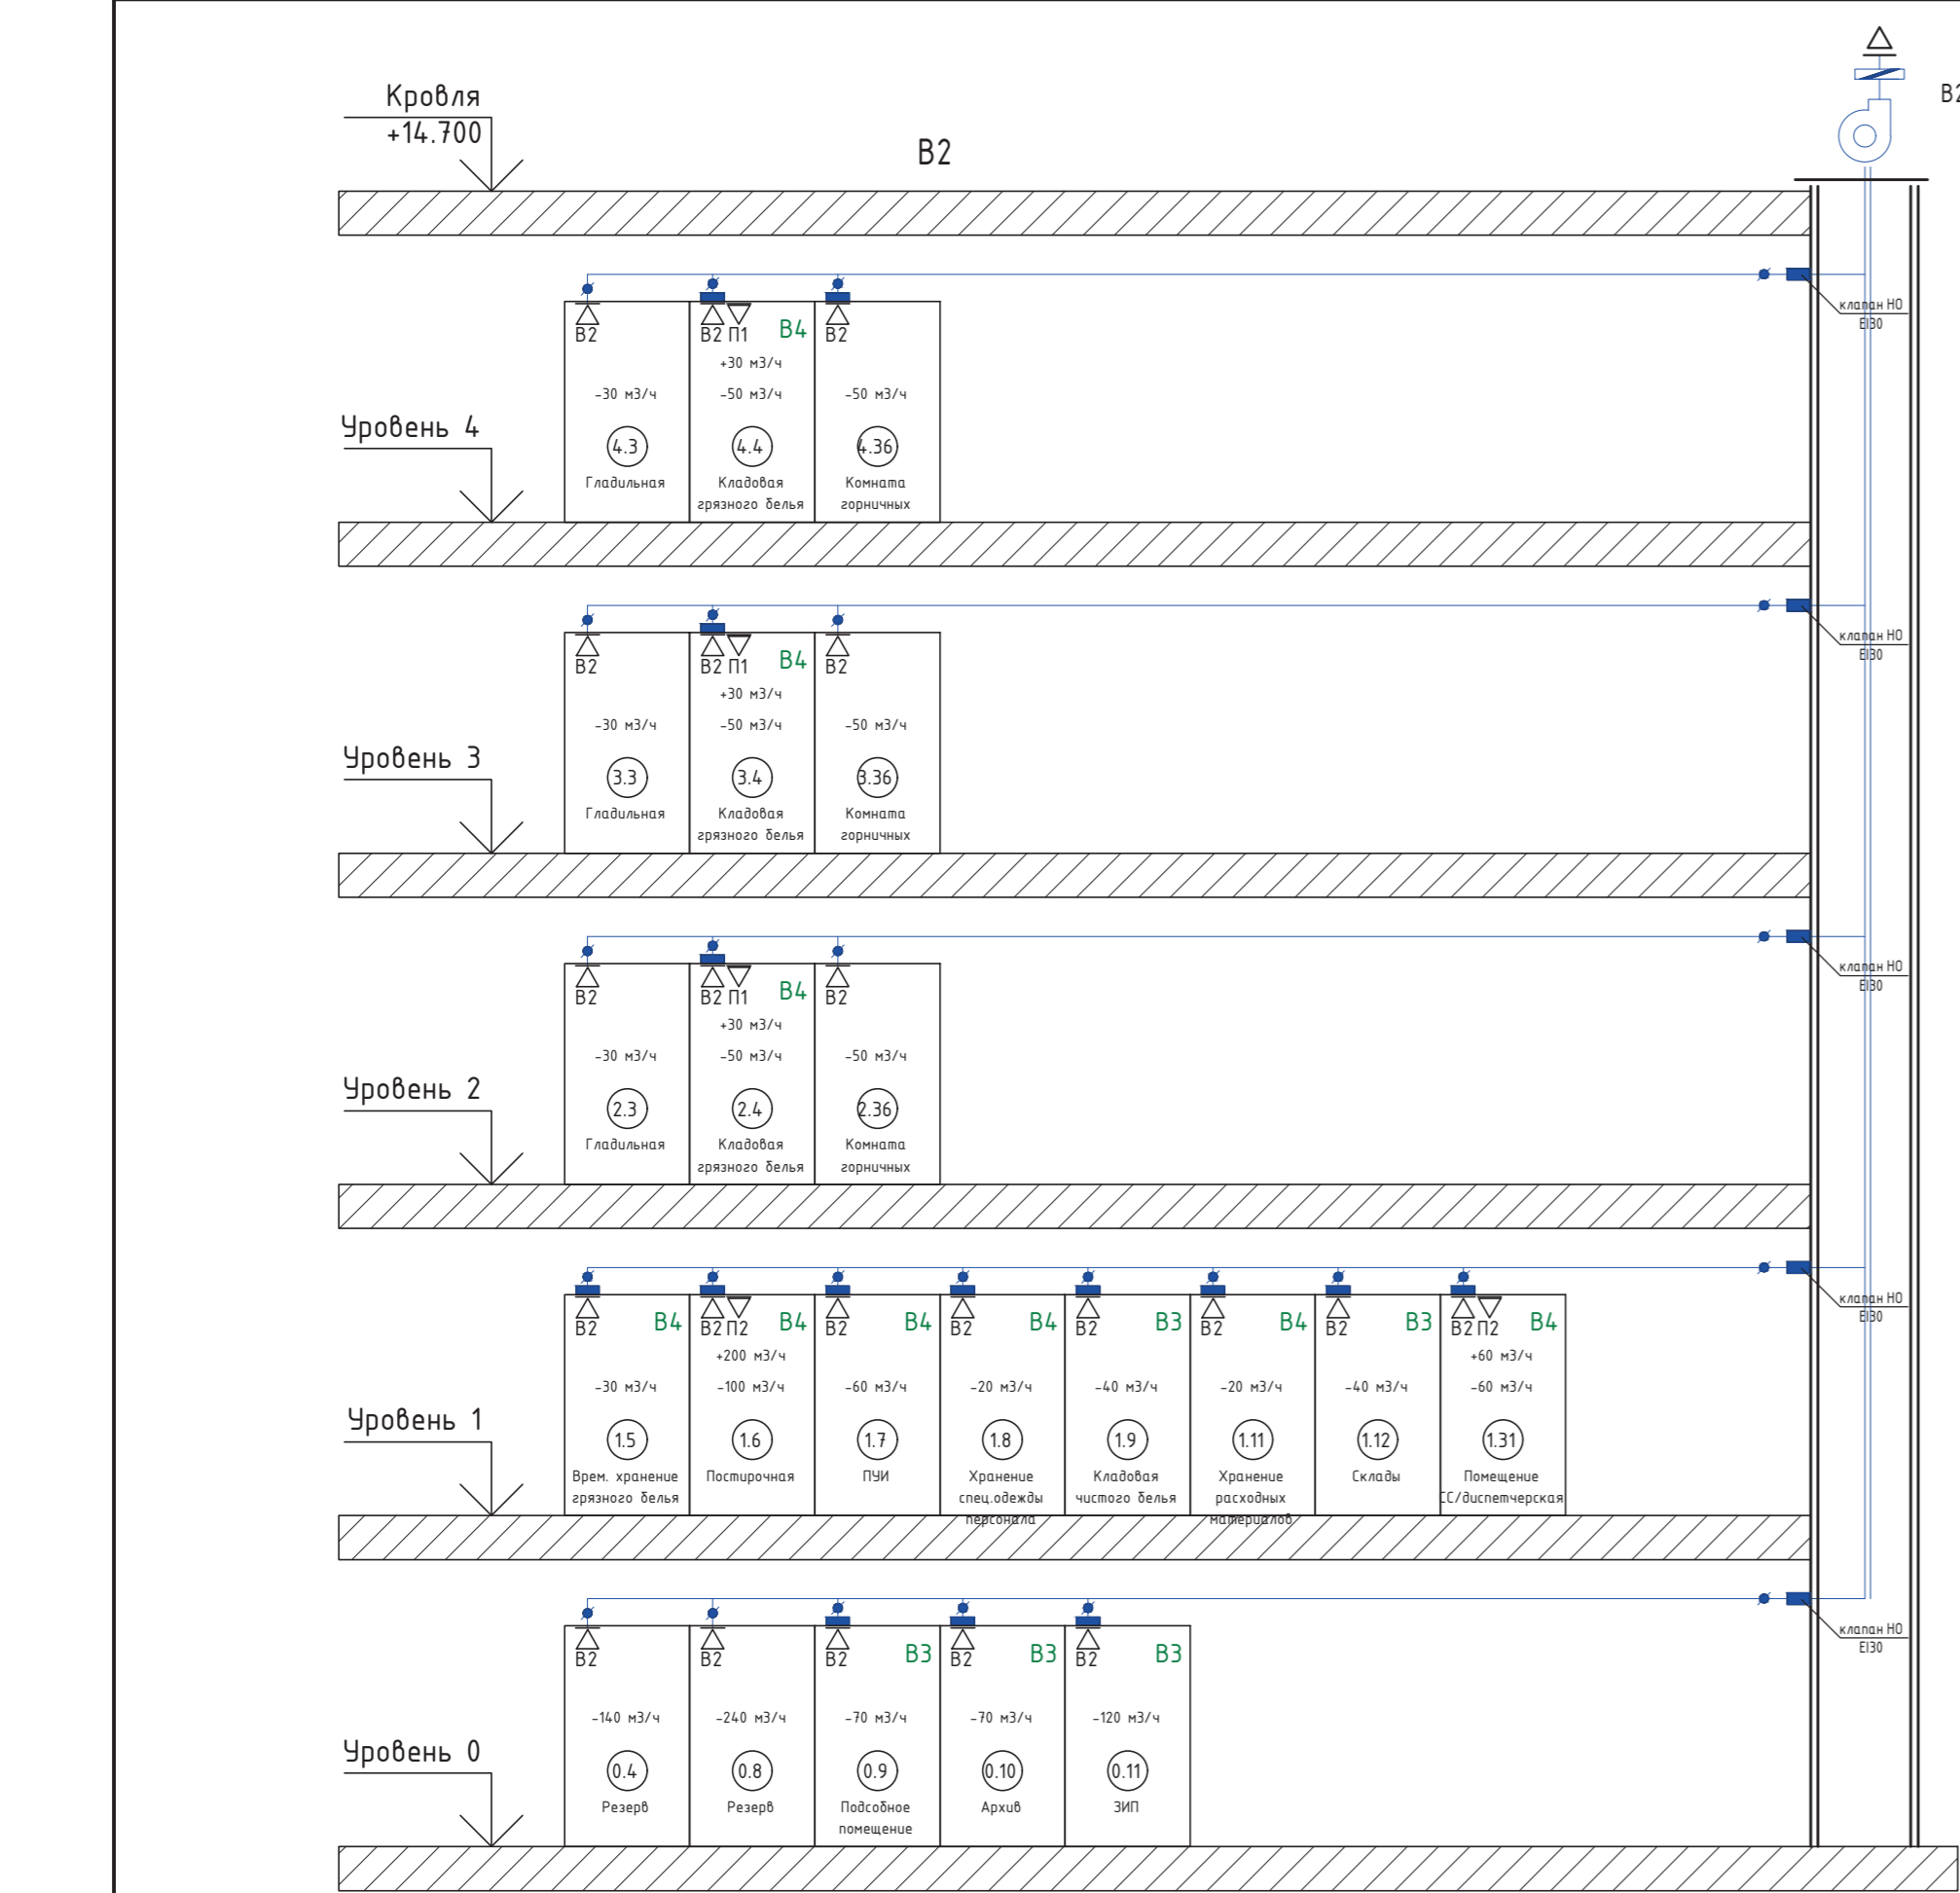 Кровля
+14.700
В2
В2
клапан НО
EI30
В2
В2 П1 В4
В2
+30 м3/ч
-30 м3/ч
-50 м3/ч
-50 м3/ч
Уровень 4
4.3
4.4
4.36
Гладильная
Кладовая
грязного белья
Комната
горничных
клапан НО
EI30
В2
В2 П1 В4
В2
+30 м3/ч
-30 м3/ч
-50 м3/ч
-50 м3/ч
Уровень 3
3.3
3.4
3.36
Гладильная
Кладовая
грязного белья
Комната
горничных
клапан НО
EI30
В2
В2 П1 В4
В2
+30 м3/ч
-30 м3/ч
-50 м3/ч
-50 м3/ч
Уровень 2
2.3
2.4
2.36
Гладильная
Кладовая
грязного белья
Комната
горничных
клапан НО
EI30
В2 В4
В2 П2 В4
В2 В4
В2 В4
В2 В3
В2 В4
В2 В3
В2 П2 В4
+200 м3/ч
+60 м3/ч
-30 м3/ч
-100 м3/ч
-60 м3/ч
-20 м3/ч
-40 м3/ч
-20 м3/ч
-40 м3/ч
-60 м3/ч
Уровень 1
1.5
1.6
1.7
1.8
1.9
1.11
1.12
1.31
Врем. хранение
грязного белья
Постирочная
ПУИ
Хранение
спец.одежды
персонала
Кладовая
чистого белья
Хранение
расходных
материалов
Склады
Помещение
СС/диспетчерская
клапан НО
EI30
В2
В2
В2 В3
В2 В3
В2 В3
-140 м3/ч
-240 м3/ч
-70 м3/ч
-70 м3/ч
-120 м3/ч
Уровень 0
0.4
0.8
0.9
0.10
0.11
Резерв
Резерв
Подсобное
помещение
Архив
ЗИП